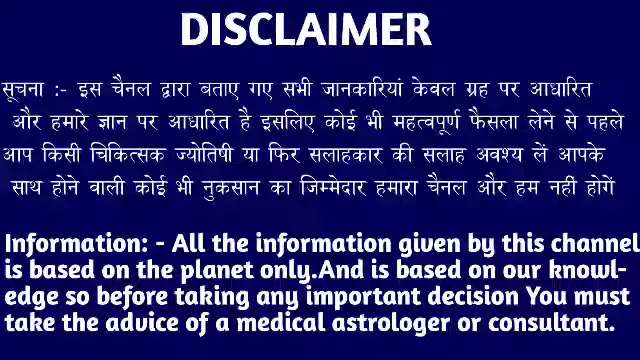 DISCLAIMER
सूचना :- इस चैनल द्वारा बताए गए सभी जानकारियां केवल ग्रह पर आधारित
और हमारे ज्ञान पर आधारित है इसलिए कोई भी महत्वपूर्ण फैसला लेने से पहले
आप किसी चिकित्सक ज्योतिषी या फिर सलाहकार की सलाह अवश्य लें आपके
साथ होने वाली कोई भी नुकसान का जिम्मेदार हमारा चैनल और हम नहीं होगें
Information: - All the information given by this channel
is based on the planet only.And is based on our knowl-
edge so before taking any important decision You must
take the advice of a medical astrologer or consultant.